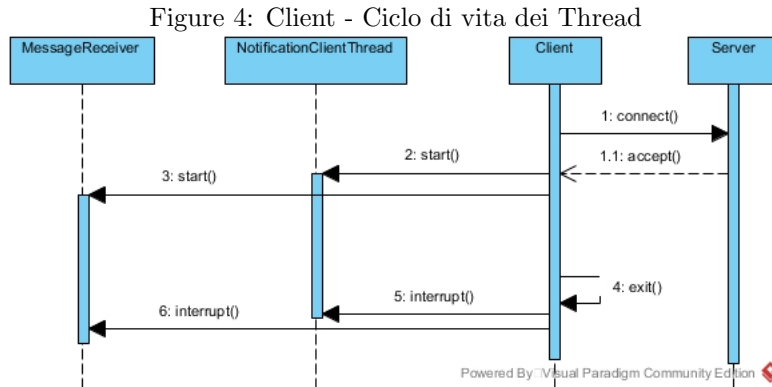 Figure 4: Client - Ciclo di vita dei Thread
MessageReceiver
NotificationClientThread
Client
Server
1: connect()
2: start()
1.1: accept()
3: start()
4: exit()
5: interrupt()
6: interrupt()
Powered By Visual Paradigm Community Edition